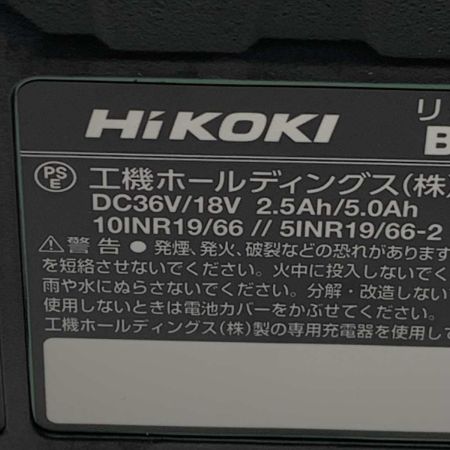 HiKOKI リ
B
PS E 工機ホールディングス(株)
DC36V/18V 2.5Ah/5.0Ah
10INR19/66 // 5INR19/66-2
⚠警告 ● 発煙、発火、破裂などの恐れがあります
を短絡させないでください。火中に投入しないでく
雨や水にぬらさないでください。分解・改造しない
使用しないときは電池カバーをかぶせてください。
工機ホールディングス(株)製の専用充電器を使用して